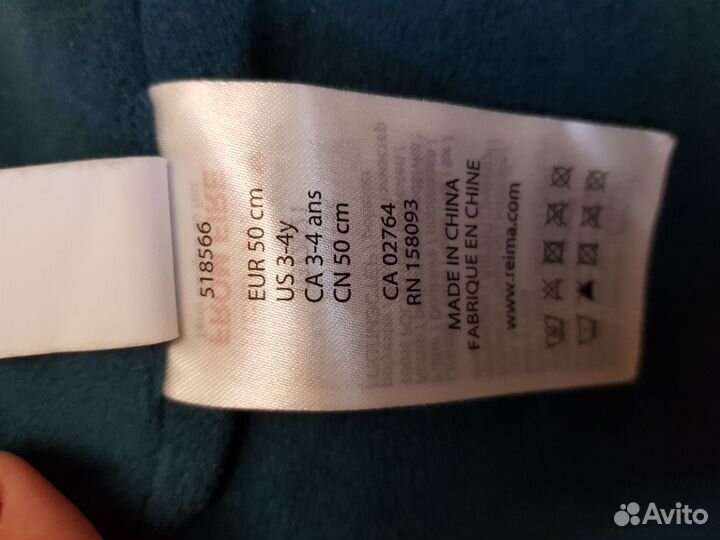 518566
EUR 50 cm
US 3-4y
CA 3-4 ans
CN 50 cm
CA 02764
RN 158093
MADE IN CHINA
FABRIQUE EN CHINE
www.reima.com
Avito